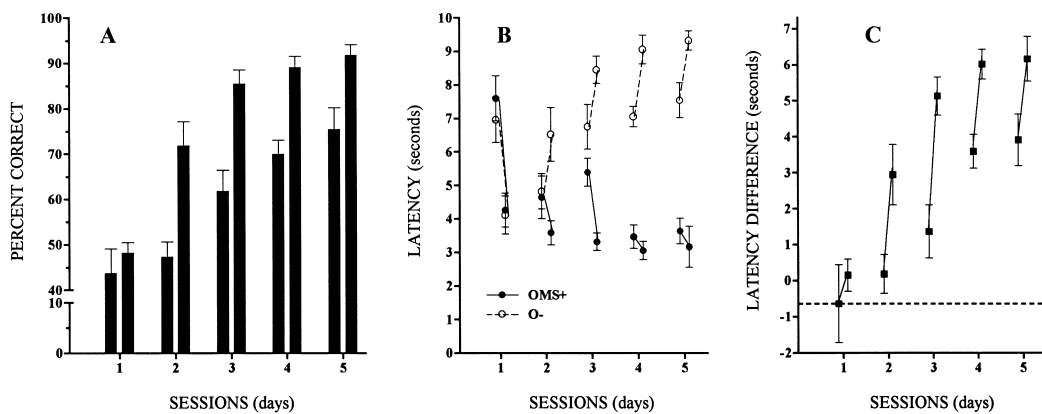 A
PERCENT CORRECT
100
90
80
70
60
50
40
10
0
1 2 3 4 5
SESSIONS (days)
B
LATENCY (seconds)
10
9
8
7
6
5
4
3
2
1
0
OMS+
O-
1 2 3 4 5
SESSIONS (days)
C
LATENCY DIFFERENCE (seconds)
7
6
5
4
3
2
1
0
-1
-2
1 2 3 4 5
SESSIONS (days)